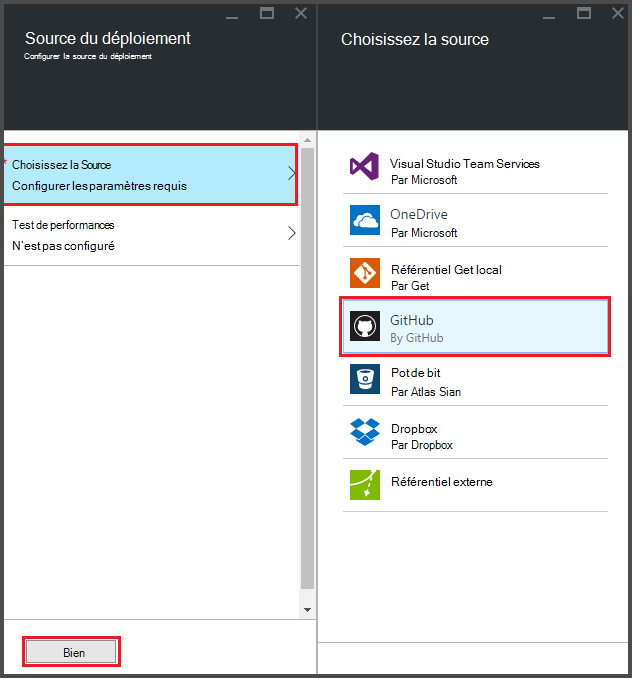 Source du déploiement
Configurer la source du déploiement
* Choisissez la Source
Configurer les paramètres requis
Test de performances
N'est pas configuré
Bien
Choisissez la source
Visual Studio Team Services
Par Microsoft
OneDrive
Par Microsoft
Référentiel Get local
Par Get
GitHub
By GitHub
Pot de bit
Par Atlas Sian
Dropbox
Par Dropbox
Référentiel externe